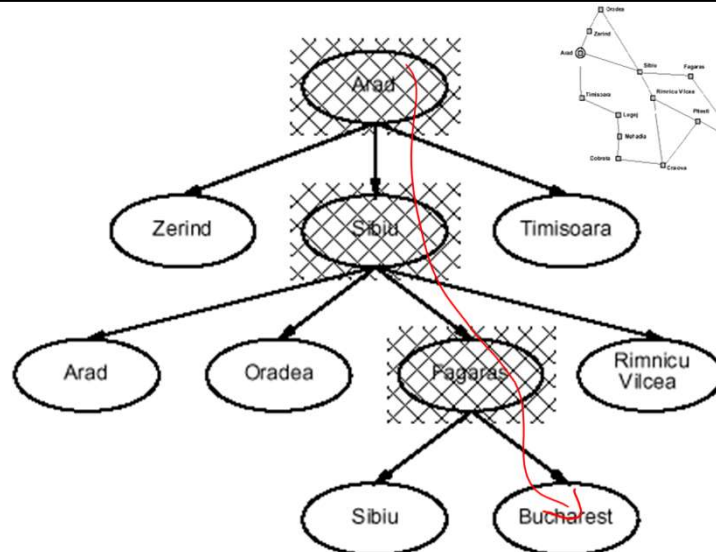 Oradea
Zerind
Arad
Sibiu
Fagaras
Timisoara
Rimnicu Vilcea
Pitesti
Lugoj
Mehadia
Dobreta
Craiova
Arad
Zerind
Sibiu
Timisoara
Arad
Oradea
Fagaras
Rimnicu
Vilcea
Sibiu
Bucharest